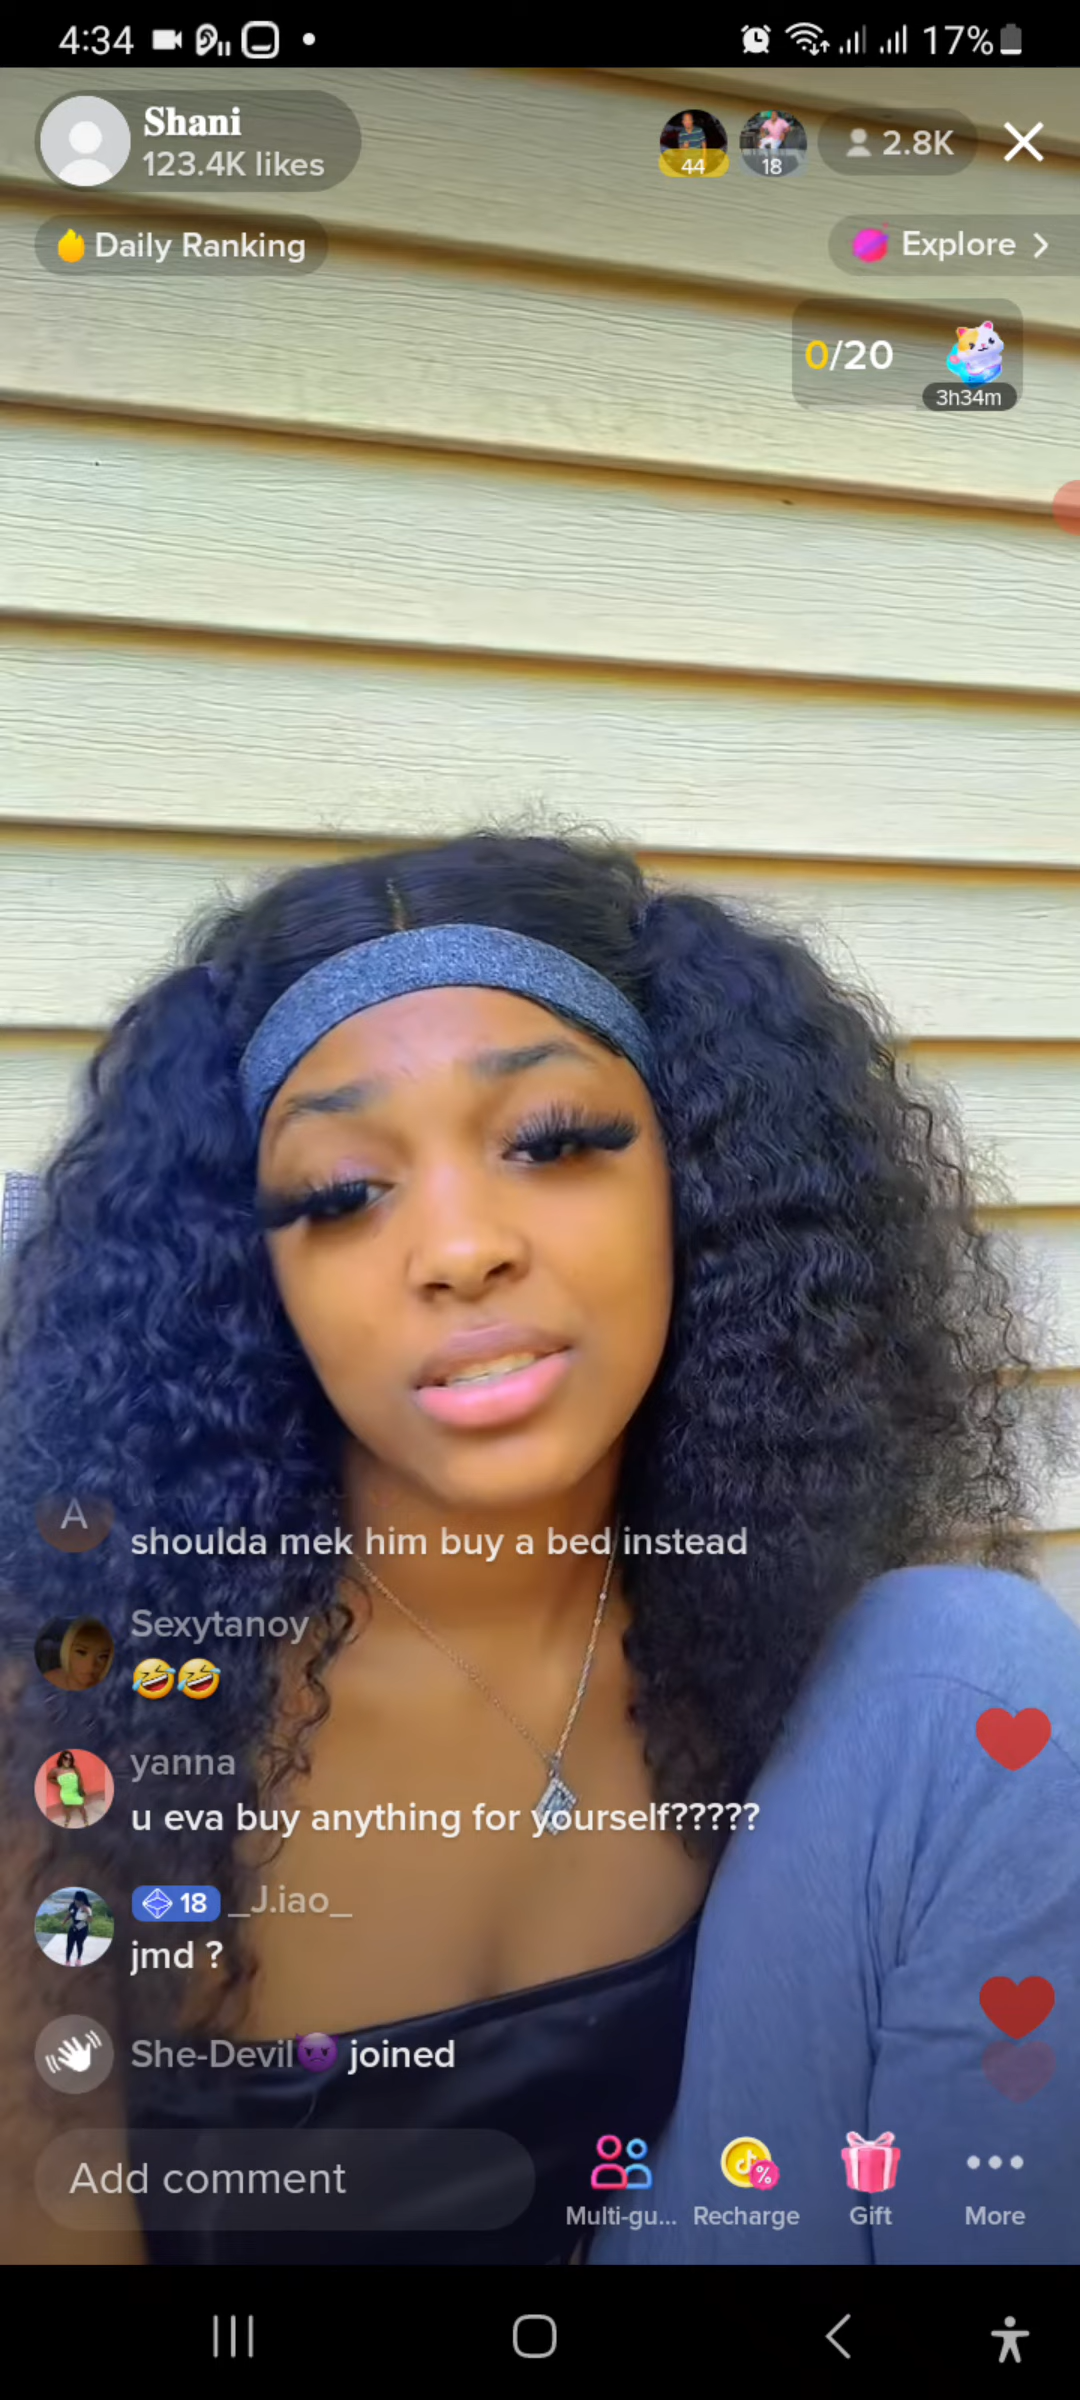 4:34
17%
Shani
123.4K likes
44
18
2.8K
Daily Ranking
Explore
0/20
3h34m
A
shoulda mek him buy a bed instead
Sexytanoy
🤣🤣
yanna
u eva buy anything for yourself?????
18 _J.iao_
jmd ?
She-Devil😈 joined
Add comment
Multi-gu...
Recharge
Gift
More